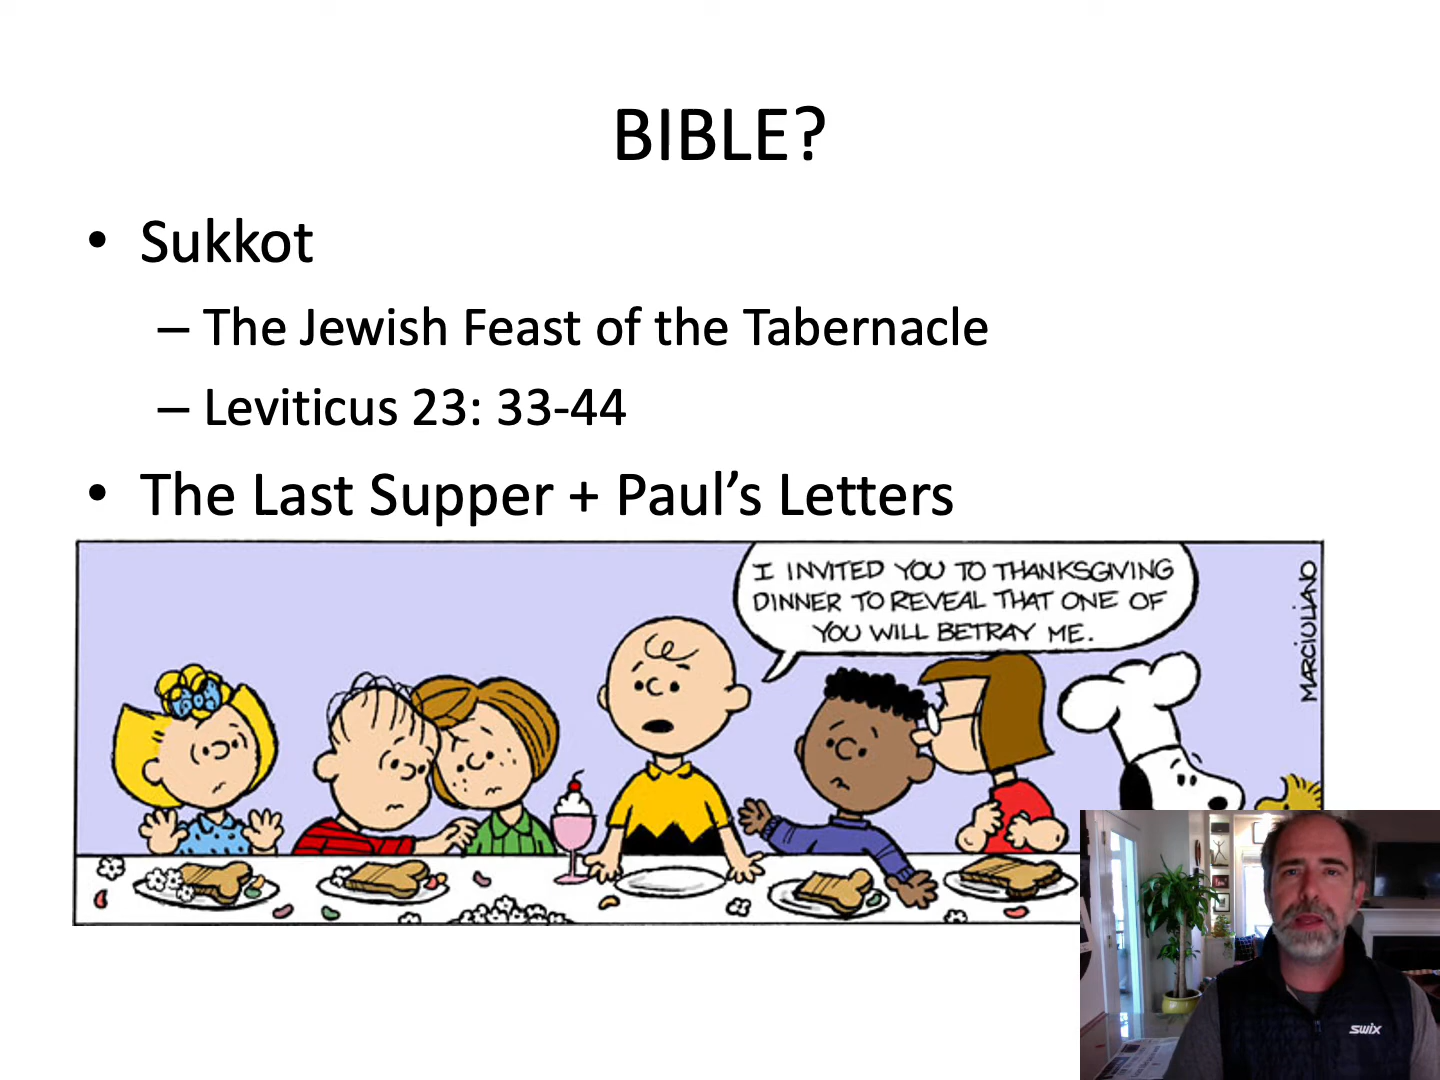 BIBLE?
• Sukkot
– The Jewish Feast of the Tabernacle
– Leviticus 23: 33-44
• The Last Supper + Paul’s Letters
I INVITED YOU TO THANKSGIVING
DINNER TO REVEAL THAT ONE OF
YOU WILL BETRAY ME.
MARCIULIANO
swix